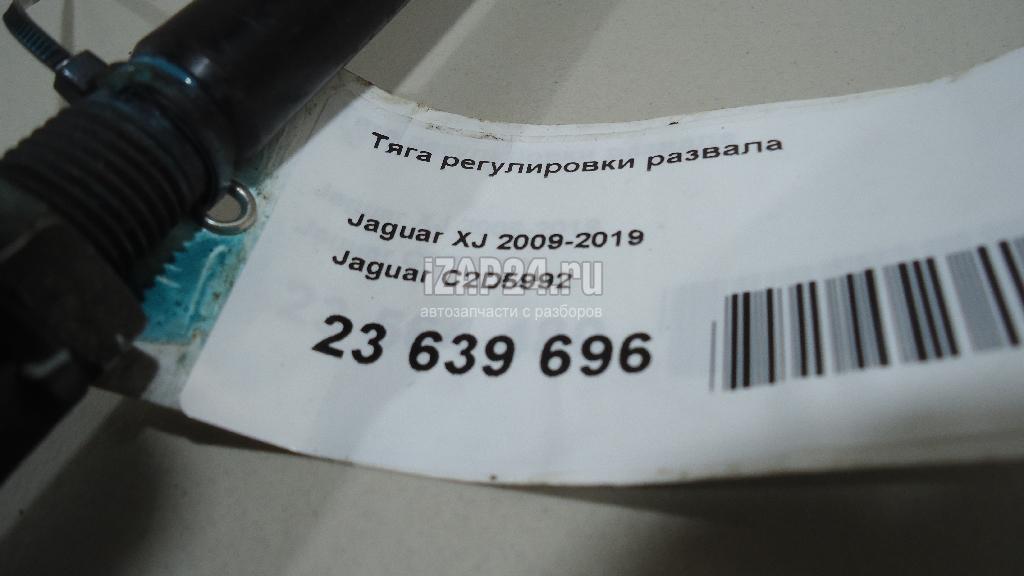 Тяга регулировки развала
Jaguar XJ 2009-2019
Jaguar C2D5992
iZAP24.ru
автозапчасти с разборов
23 639 696